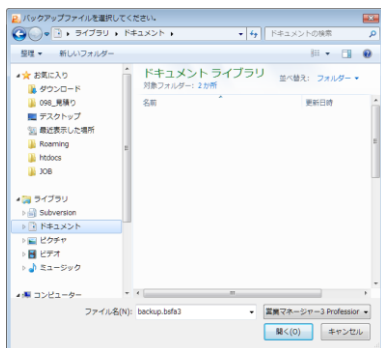 バックアップファイルを選択してください。
ライブラリ ドキュメント ドキュメントの検索
整理 新しいフォルダー
お気に入り
ダウンロード
098_見積り
デスクトップ
最近表示した場所
Roaming
htdocs
JOB
ライブラリ
Subversion
ドキュメント
ピクチャ
ビデオ
ミュージック
コンピューター
ドキュメント ライブラリ
対象フォルダー: 2か所
並べ替え: フォルダー
名前 更新日時
ファイル名(N): backup.bsfa3 営業マネージャー3 Profession
開く(O) キャンセル